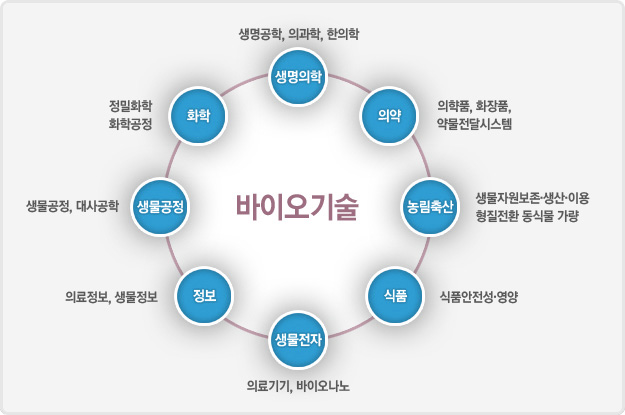 생명공학, 의과학, 한의학
생명의학
정밀화학
화학공정
화학
의약
의햑품, 화장품,
약물전달시스템
생물공정, 대사공학
생물공정
바이오기술
농림축산
생물자원보존·생산·이용
형질전환 동식물 개량
의료정보, 생물정보
정보
식품
식품안전성·영양
생물전자
의료기기, 바이오나노